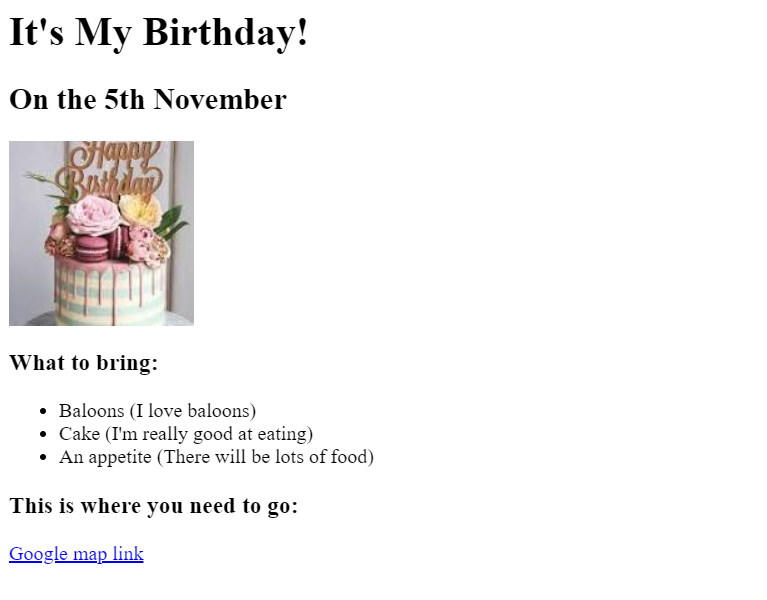 It's My Birthday!
On the 5th November
Happy
Birthday
What to bring:
Baloons (I love baloons)
Cake (I'm really good at eating)
An appetite (There will be lots of food)
This is where you need to go:
Google map link